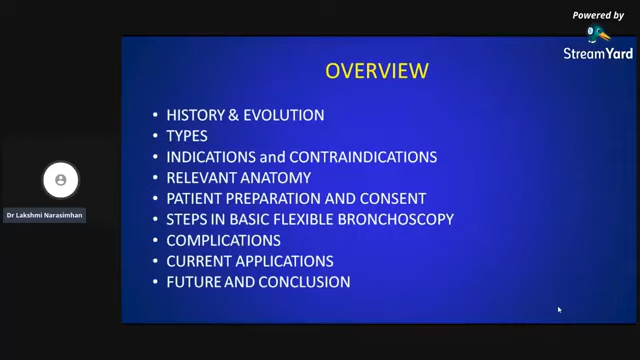 Powered by
StreamYard
OVERVIEW
• HISTORY & EVOLUTION
• TYPES
• INDICATIONS and CONTRAINDICATIONS
• RELEVANT ANATOMY
• PATIENT PREPARATION AND CONSENT
• STEPS IN BASIC FLEXIBLE BRONCHOSCOPY
• COMPLICATIONS
• CURRENT APPLICATIONS
• FUTURE AND CONCLUSION
Dr Lakshmi Narasimhan